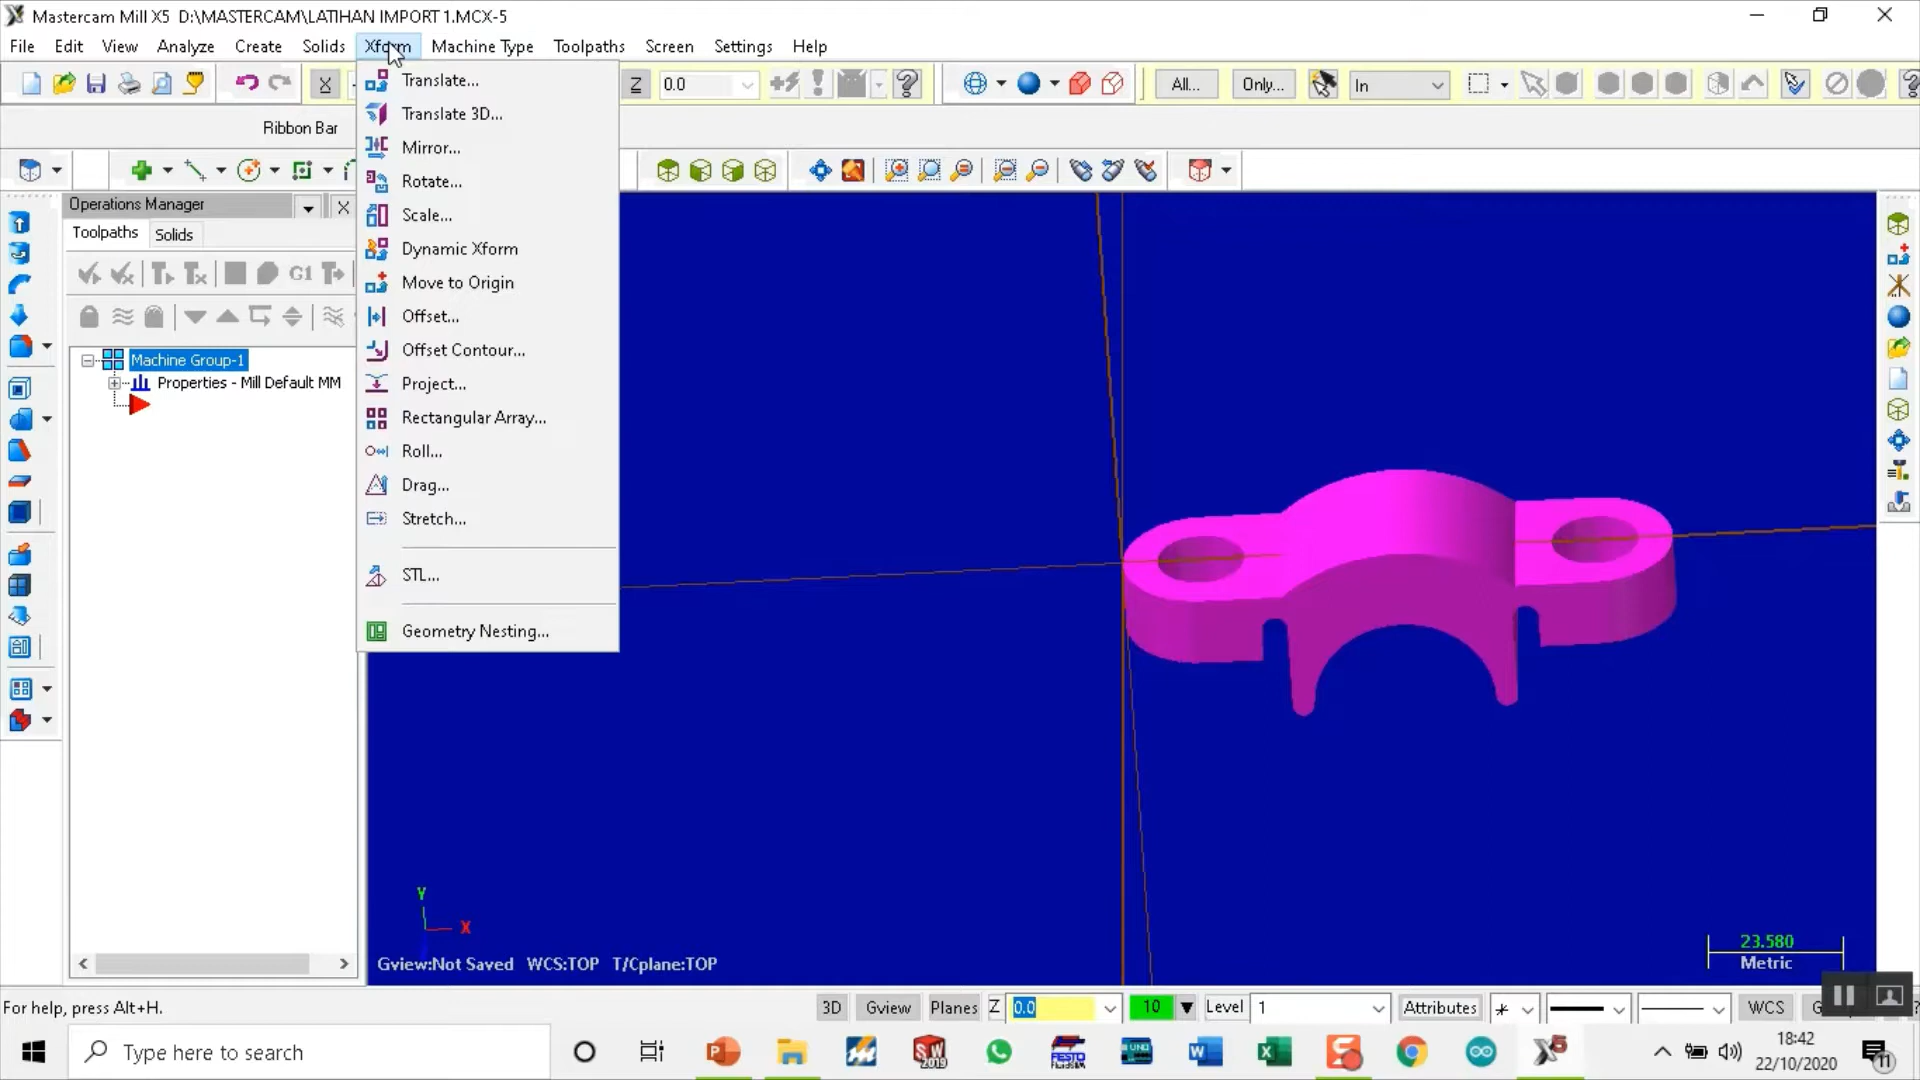 Mastercam Mill X5 D:\MASTERCAM\LATIHAN IMPORT 1.MCX-5
File Edit View Analyze Create Solids Xform Machine Type Toolpaths Screen Settings Help
X Z 0.0 All... Only... In
Ribbon Bar
Operations Manager
Toolpaths Solids
G1
Machine Group-1
Properties - Mill Default MM
Translate...
Translate 3D...
Mirror...
Rotate...
Scale...
Dynamic Xform
Move to Origin
Offset...
Offset Contour...
Project...
Rectangular Array...
Roll...
Drag...
Stretch...
STL...
Geometry Nesting...
Y
X
23.580
Metric
Gview:Not Saved WCS:TOP T/Cplane:TOP
For help, press Alt+H.
3D Gview Planes Z 0.0 10 Level 1 Attributes WCS
Type here to search
18:42
22/10/2020
11